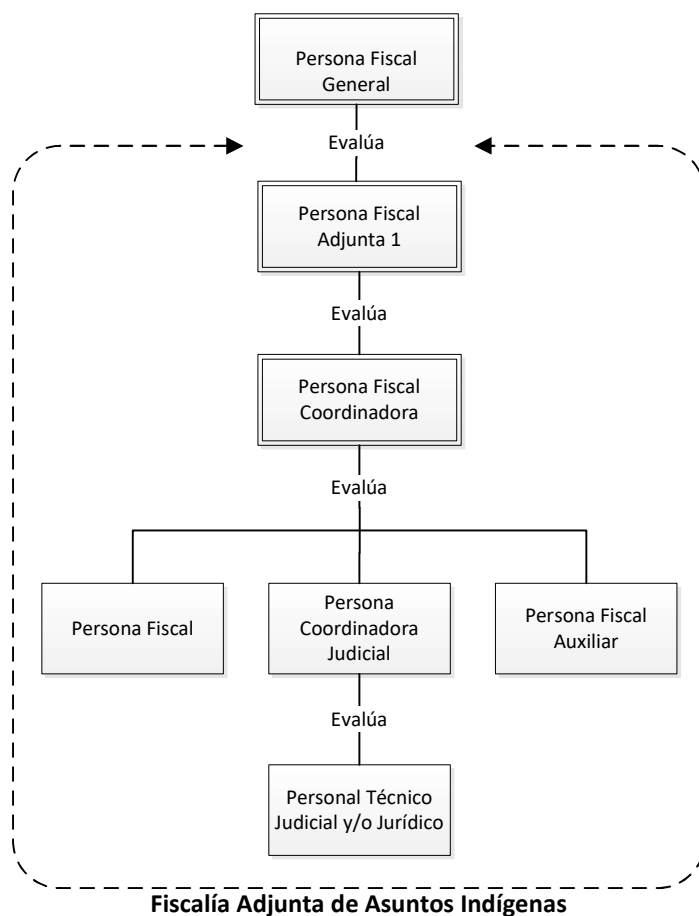 Persona Fiscal
General
Evalúa
Persona Fiscal
Adjunta 1
Evalúa
Persona Fiscal
Coordinadora
Evalúa
Persona Fiscal
Persona
Coordinadora
Judicial
Persona Fiscal
Auxiliar
Evalúa
Personal Técnico
Judicial y/o Jurídico
Fiscalía Adjunta de Asuntos Indígenas